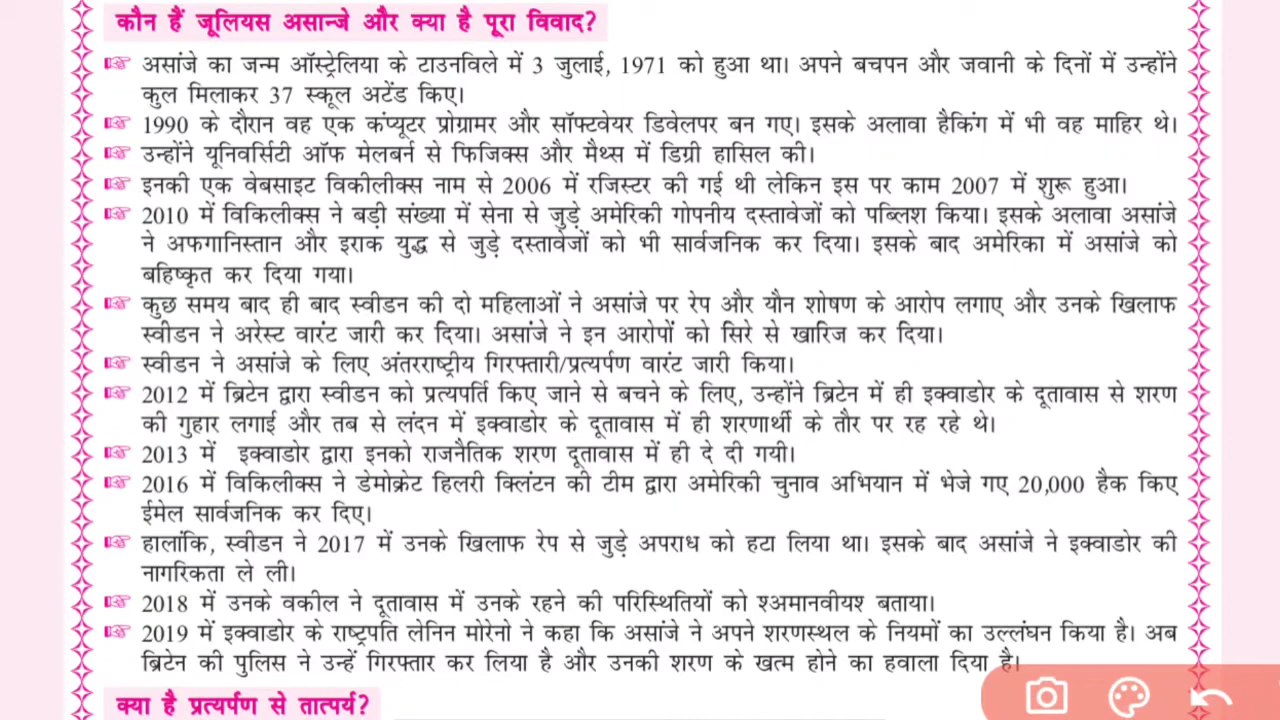 कौन हैं जूलियस असान्जे और क्या है पूरा विवाद?
असांजे का जन्म ऑस्ट्रेलिया के टाउनविले में 3 जुलाई, 1971 को हुआ था। अपने बचपन और जवानी के दिनों में उन्होंने
कुल मिलाकर 37 स्कूल अटेंड किए।
1990 के दौरान वह एक कंप्यूटर प्रोग्रामर और सॉफ्टवेयर डिवेलपर बन गए। इसके अलावा हैकिंग में भी वह माहिर थे।
उन्होंने यूनिवर्सिटी ऑफ मेलबर्न से फिजिक्स और मैथ्स में डिग्री हासिल की।
इनकी एक वेबसाइट विकीलीक्स नाम से 2006 में रजिस्टर की गई थी लेकिन इस पर काम 2007 में शुरू हुआ।
2010 में विकिलीक्स ने बड़ी संख्या में सेना से जुड़े अमेरिकी गोपनीय दस्तावेजों को पब्लिश किया। इसके अलावा असांजे
ने अफगानिस्तान और इराक युद्ध से जुड़े दस्तावेजों को भी सार्वजनिक कर दिया। इसके बाद अमेरिका में असांजे को
बहिष्कृत कर दिया गया।
कुछ समय बाद ही बाद स्वीडन की दो महिलाओं ने असांजे पर रेप और यौन शोषण के आरोप लगाए और उनके खिलाफ
स्वीडन ने अरेस्ट वारंट जारी कर दिया। असांजे ने इन आरोपों को सिरे से खारिज कर दिया।
स्वीडन ने असांजे के लिए अंतरराष्ट्रीय गिरफ्तारी/प्रत्यर्पण वारंट जारी किया।
2012 में ब्रिटेन द्वारा स्वीडन को प्रत्यपर्ति किए जाने से बचने के लिए, उन्होंने ब्रिटेन में ही इक्वाडोर के दूतावास से शरण
की गुहार लगाई और तब से लंदन में इक्वाडोर के दूतावास में ही शरणार्थी के तौर पर रह रहे थे।
2013 में इक्वाडोर द्वारा इनको राजनैतिक शरण दूतावास में ही दे दी गयी।
2016 में विकिलीक्स ने डेमोक्रेट हिलरी क्लिंटन की टीम द्वारा अमेरिकी चुनाव अभियान में भेजे गए 20,000 हैक किए
ईमेल सार्वजनिक कर दिए।
हालांकि, स्वीडन ने 2017 में उनके खिलाफ रेप से जुड़े अपराध को हटा लिया था। इसके बाद असांजे ने इक्वाडोर की
नागरिकता ले ली।
2018 में उनके वकील ने दूतावास में उनके रहने की परिस्थितियों को श्अमानवीयश् बताया।
2019 में इक्वाडोर के राष्ट्रपति लेनिन मोरेनो ने कहा कि असांजे ने अपने शरणस्थल के नियमों का उल्लंघन किया है। अब
ब्रिटेन की पुलिस ने उन्हें गिरफ्तार कर लिया है और उनकी शरण के खत्म होने का हवाला दिया है।
क्या है प्रत्यर्पण से तात्पर्य?